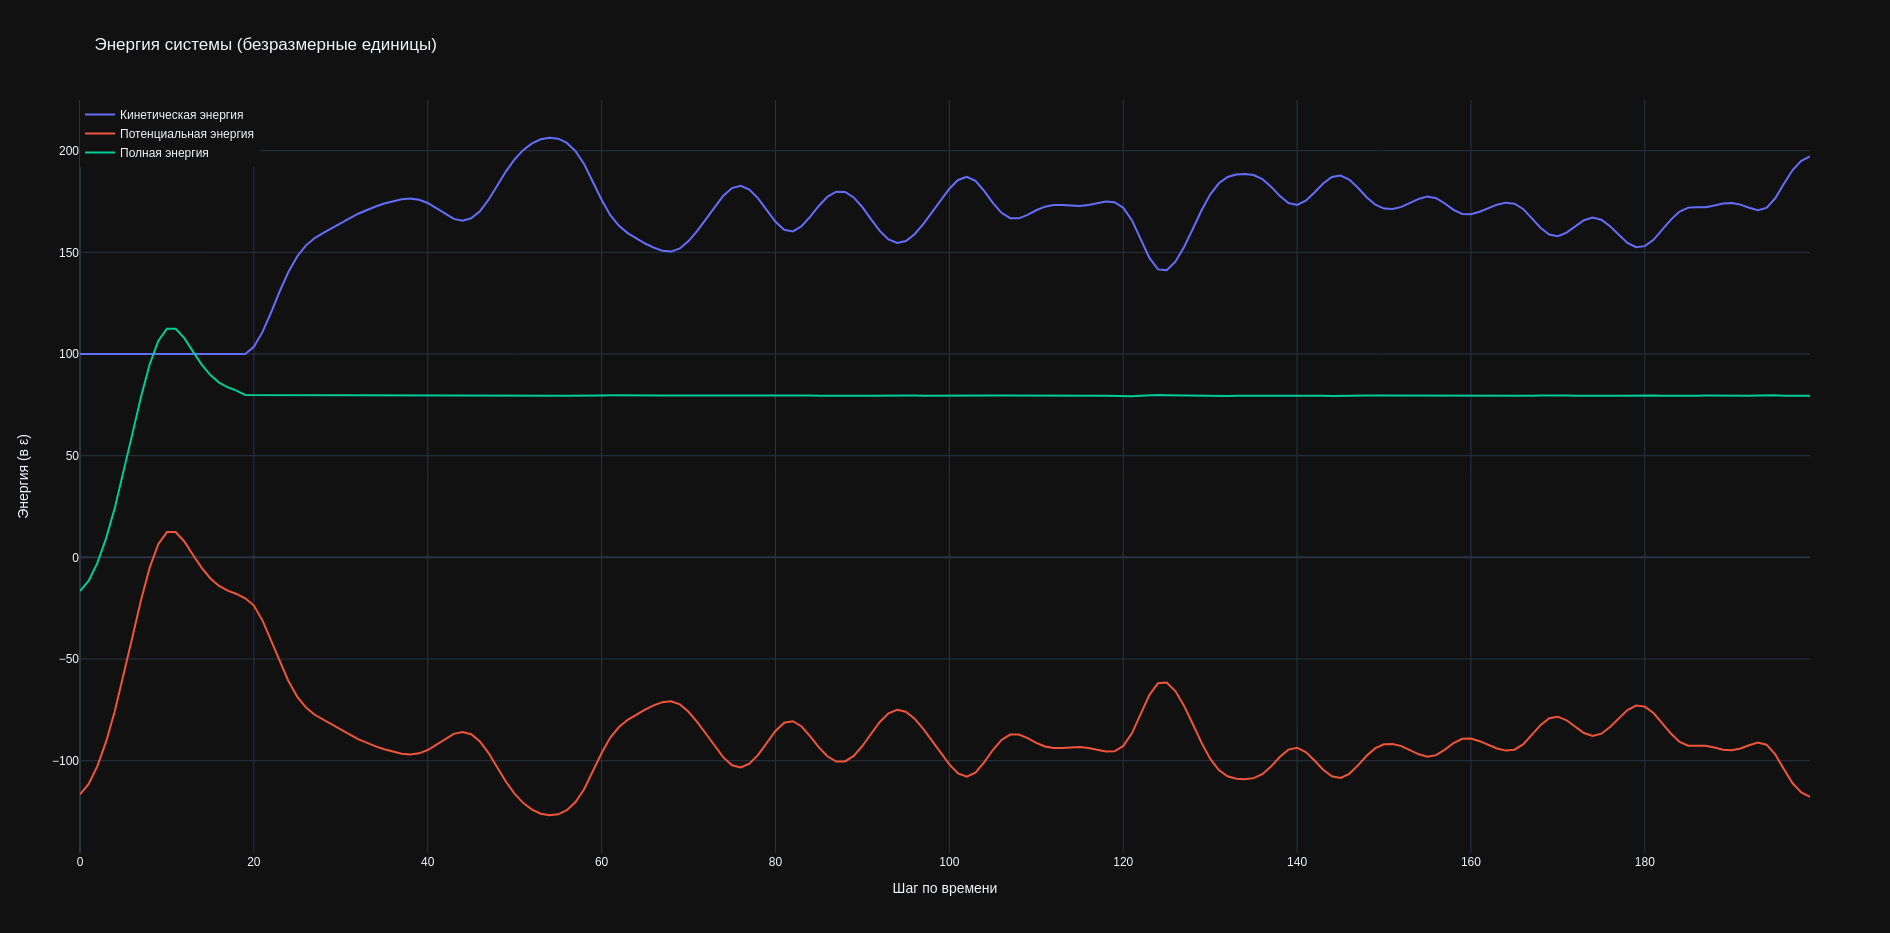 Энергия системы (безразмерные единицы)
Кинетическая энергия
Потенциальная энергия
Полная энергия
200
150
100
50
0
−50
−100
Энергия (в ε)
0 20 40 60 80 100 120 140 160 180
Шаг по времени